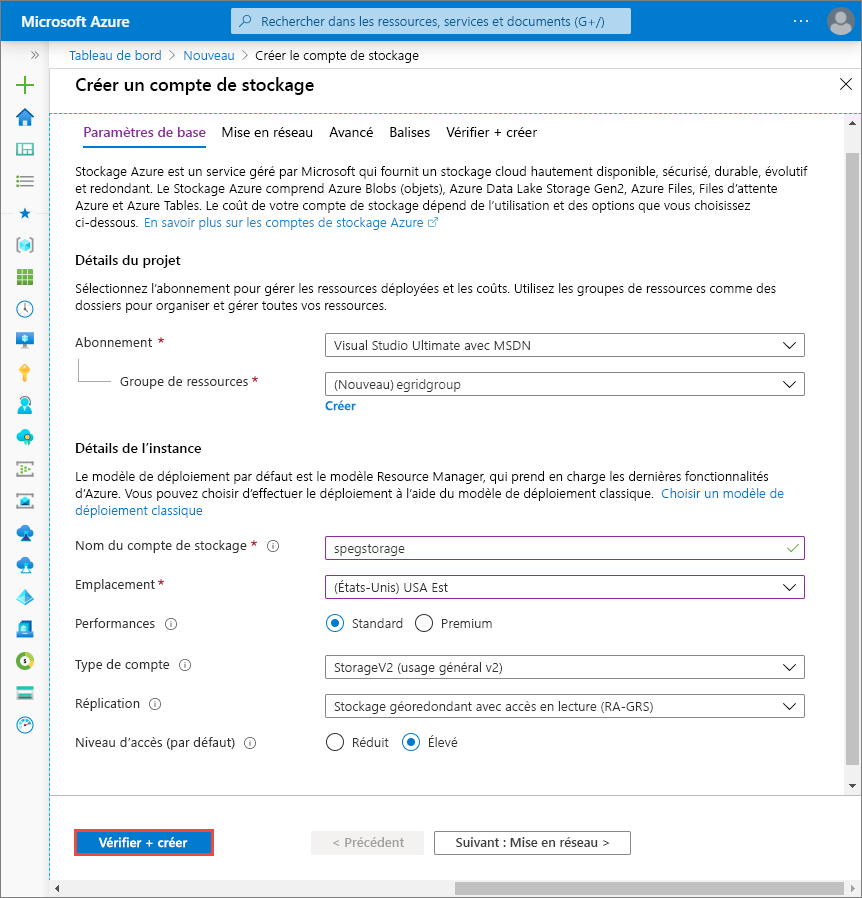 Microsoft Azure
Rechercher dans les ressources, services et documents (G+/)
Tableau de bord > Nouveau > Créer le compte de stockage
Créer un compte de stockage
Paramètres de base Mise en réseau Avancé Balises Vérifier + créer
Stockage Azure est un service géré par Microsoft qui fournit un stockage cloud hautement disponible, sécurisé, durable, évolutif
et redondant. Le Stockage Azure comprend Azure Blobs (objets), Azure Data Lake Storage Gen2, Azure Files, Files d’attente
Azure et Azure Tables. Le coût de votre compte de stockage dépend de l’utilisation et des options que vous choisissez
ci-dessous. En savoir plus sur les comptes de stockage Azure
Détails du projet
Sélectionnez l’abonnement pour gérer les ressources déployées et les coûts. Utilisez les groupes de ressources comme des
dossiers pour organiser et gérer toutes vos ressources.
Abonnement * Visual Studio Ultimate avec MSDN
Groupe de ressources * (Nouveau) egridgroup
Créer
Détails de l’instance
Le modèle de déploiement par défaut est le modèle Resource Manager, qui prend en charge les dernières fonctionnalités
d’Azure. Vous pouvez choisir d’effectuer le déploiement à l’aide du modèle de déploiement classique. Choisir un modèle de
déploiement classique
Nom du compte de stockage * spegstorage
Emplacement * (États-Unis) USA Est
Performances Standard Premium
Type de compte StorageV2 (usage général v2)
Réplication Stockage géoredondant avec accès en lecture (RA-GRS)
Niveau d’accès (par défaut) Réduit Élevé
Vérifier + créer < Précédent Suivant : Mise en réseau >